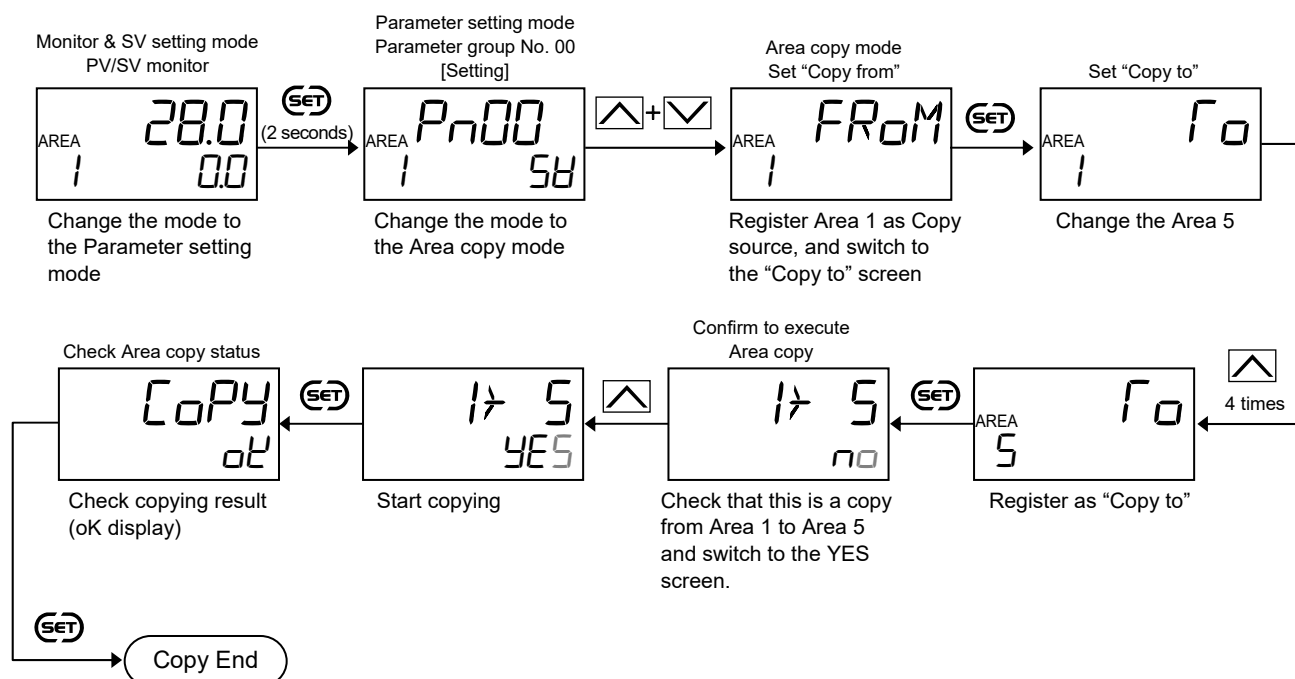 Monitor & SV setting mode
PV/SV monitor
AREA
28.0
1
0.0
Change the mode to
the Parameter setting
mode
SET
(2 seconds)
Parameter setting mode
Parameter group No. 00
[Setting]
AREA
Pn00
1
SV
Change the mode to
the Area copy mode
+
Area copy mode
Set “Copy from”
AREA
FRoM
1
Register Area 1 as Copy
source, and switch to
the “Copy to” screen
SET
Set “Copy to”
AREA
To
1
Change the Area 5
4 times
AREA
To
5
Register as “Copy to”
SET
Confirm to execute
Area copy
1 5
no
Check that this is a copy
from Area 1 to Area 5
and switch to the YES
screen.
1 5
YES
Start copying
SET
Check Area copy status
CoPY
oK
Check copying result
(oK display)
SET
Copy End